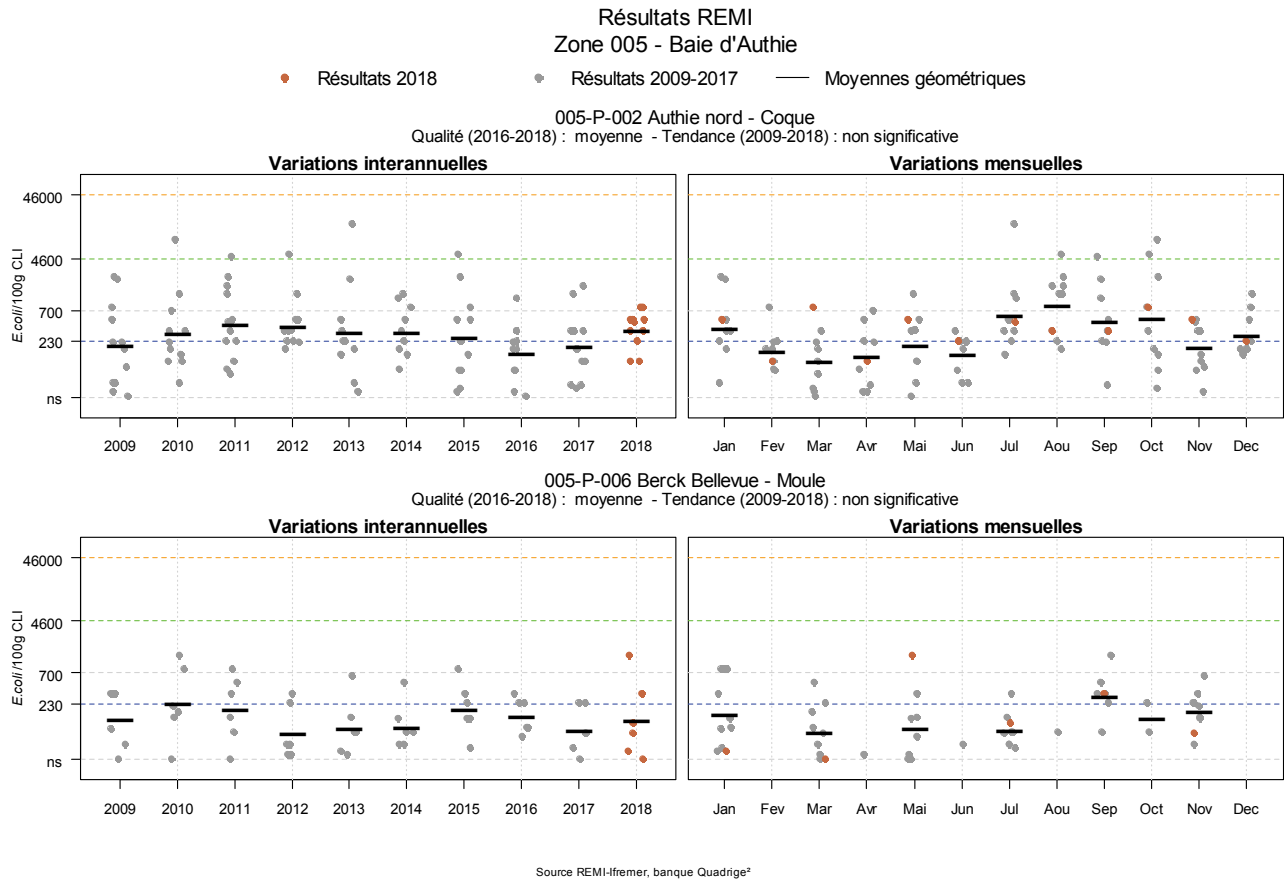 Résultats REMI
Zone 005 - Baie d'Authie
Résultats 2018 Résultats 2009-2017 Moyennes géométriques
005-P-002 Authie nord - Coque
Qualité (2016-2018) : moyenne - Tendance (2009-2018) : non significative
Variations interannuelles
E.coli/100g CLI
46000
4600
700
230
ns
2009 2010 2011 2012 2013 2014 2015 2016 2017 2018
Variations mensuelles
Jan Fev Mar Avr Mai Jun Jul Aou Sep Oct Nov Dec
005-P-006 Berck Bellevue - Moule
Qualité (2016-2018) : moyenne - Tendance (2009-2018) : non significative
Variations interannuelles
E.coli/100g CLI
46000
4600
700
230
ns
2009 2010 2011 2012 2013 2014 2015 2016 2017 2018
Variations mensuelles
Jan Fev Mar Avr Mai Jun Jul Aou Sep Oct Nov Dec
Source REMI-Ifremer, banque Quadrige²